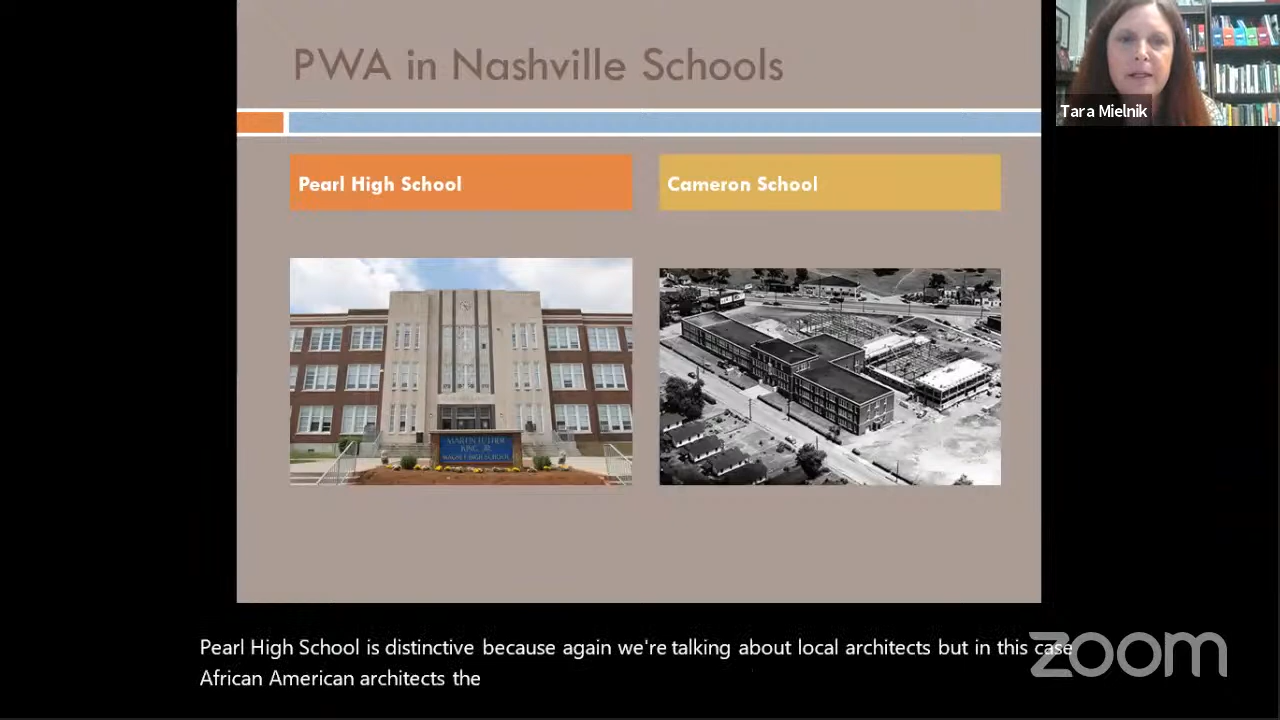 PWA in Nashville Schools
Tara Mielnik
Pearl High School
Cameron School
MARTIN LUTHER
KING, JR.
MAGNET HIGH SCHOOL
Pearl High School is distinctive because again we're talking about local architects but in this case
African American architects the
zoom